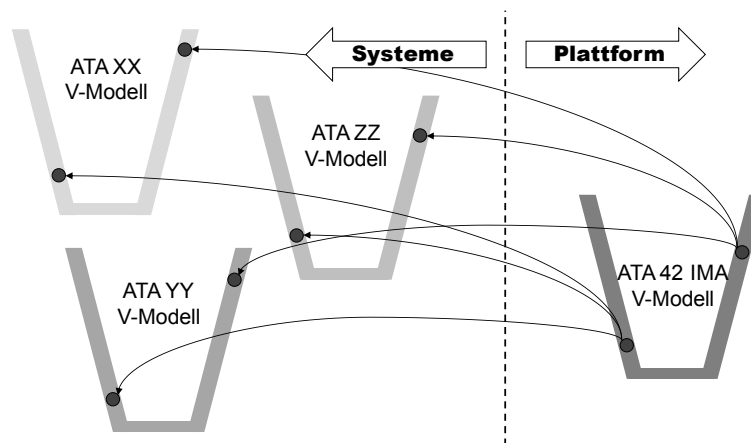 Systeme
Plattform
ATA XX
V-Modell
ATA ZZ
V-Modell
ATA YY
V-Modell
ATA 42 IMA
V-Modell